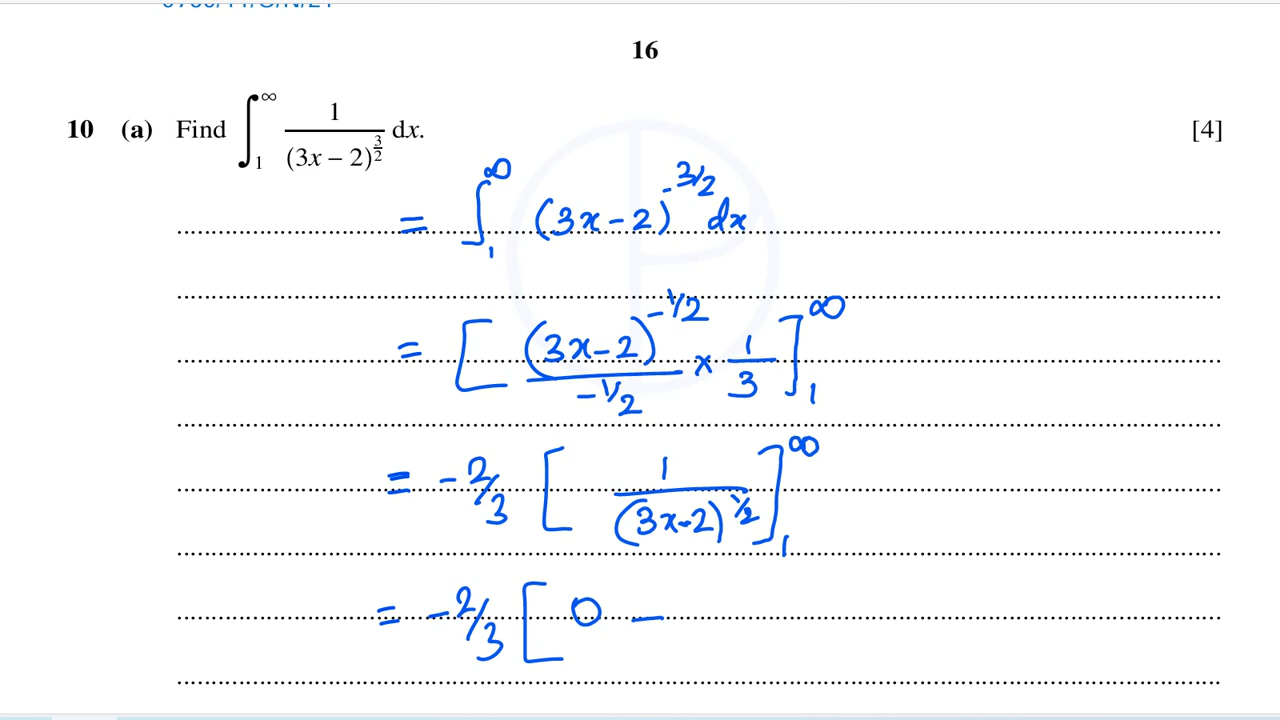 16
10 (a) Find ∫₁^∞ 1/(3x – 2)^(3/2) dx. [4]
= ∫₁^∞ (3x-2)^(-3/2) dx
= [ (3x-2)^(-1/2) / (-1/2) × 1/3 ]₁^∞
= -2/3 [ 1/(3x-2)^(1/2) ]₁^∞
= -2/3 [ 0 -